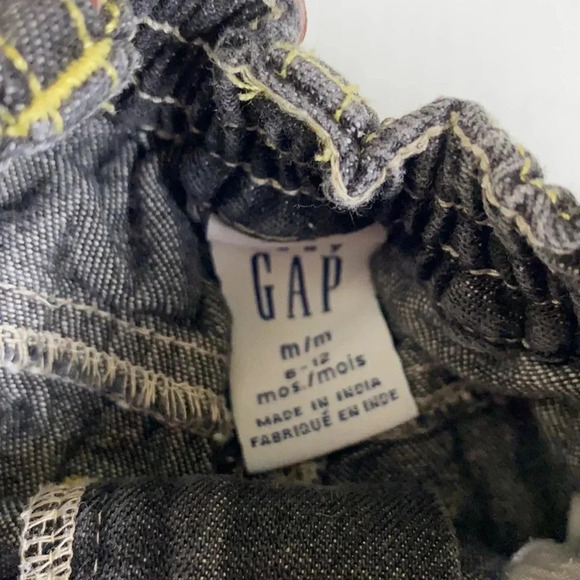 GAP
m/m
6-12
mos./mois
MADE IN INDIA
FABRIQUÉ EN INDE